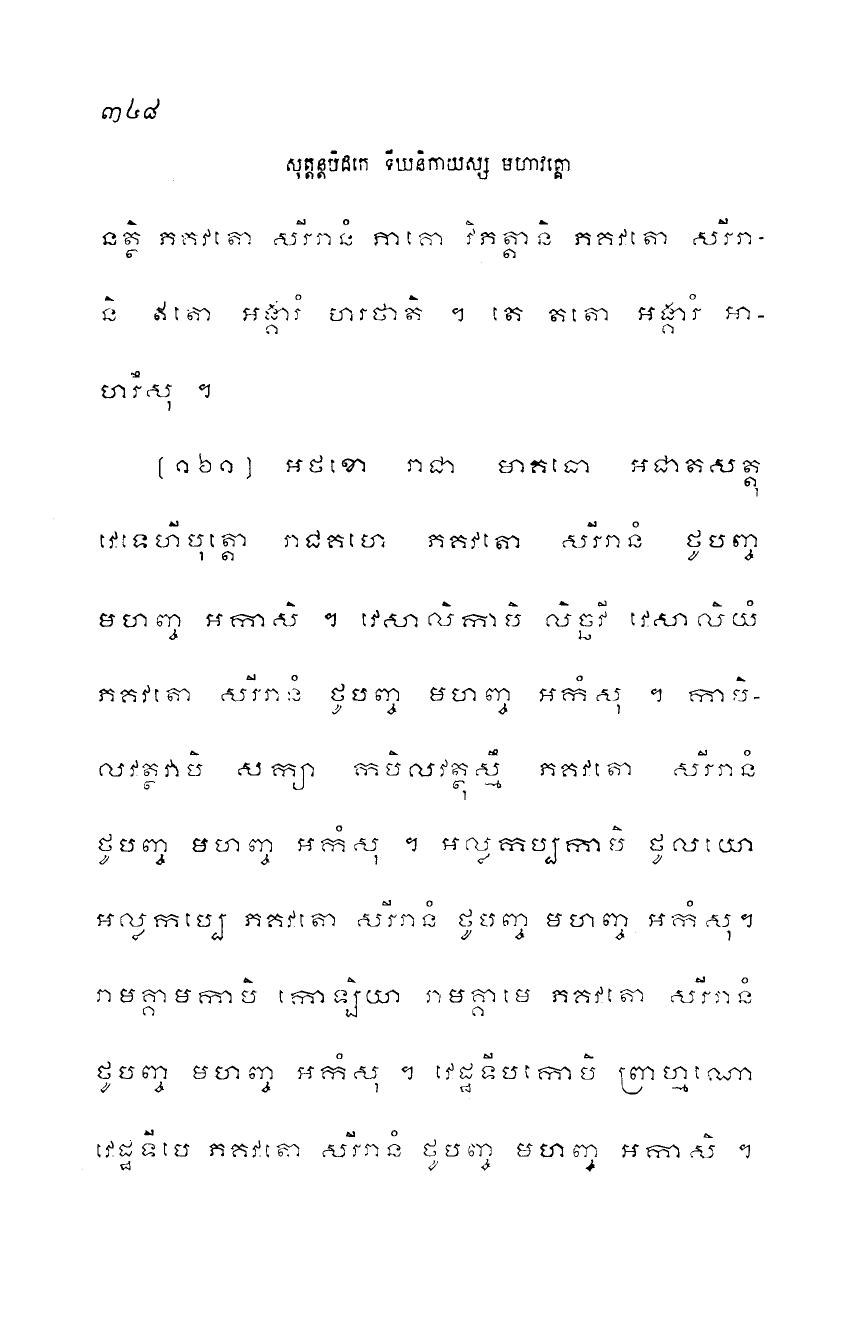 ៣៤៨
សុត្តន្តបិដកេ ទីឃនិកាយស្ស មហាវគ្គោ
នត្ថិ ភគវតោ សរីរានំ ភាគោ វិភត្តានិ ភគវតោ សរីរា-
និ ឥតោ អង្គារំ ហរថាតិ ។ តេ តតោ អង្គារំ អា-
ហរឹសុ ។
[១៦១] អថខោ រាជា មាគធោ អជាតសត្តុ
វេទេហីបុត្តោ រាជគហេ ភគវតោ សរីរានំ ថូបញ្ច
មហញ្ច អកាសិ ។ វេសាលិកាបិ លិច្ឆវី វេសាលិយំ
ភគវតោ សរីរានំ ថូបញ្ច មហញ្ច អកំសុ ។ កាបិ-
លវត្ថវាបិ សក្យា កបិលវត្ថុស្មឹ ភគវតោ សរីរានំ
ថូបញ្ច មហញ្ច អកំសុ ។ អល្លកប្បកាបិ ថូលយោ
អល្លកប្បេ ភគវតោ សរីរានំ ថូបញ្ច មហញ្ច អកំសុ។
រាមគ្គាមកាបិ កោឡិយា រាមគ្គាមេ ភគវតោ សរីរានំ
ថូបញ្ច មហញ្ច អកំសុ ។ វេដ្ឋទីបកោបិ ព្រាហ្មណោ
វេដ្ឋទីបេ ភគវតោ សរីរានំ ថូបញ្ច មហញ្ច អកាសិ ។